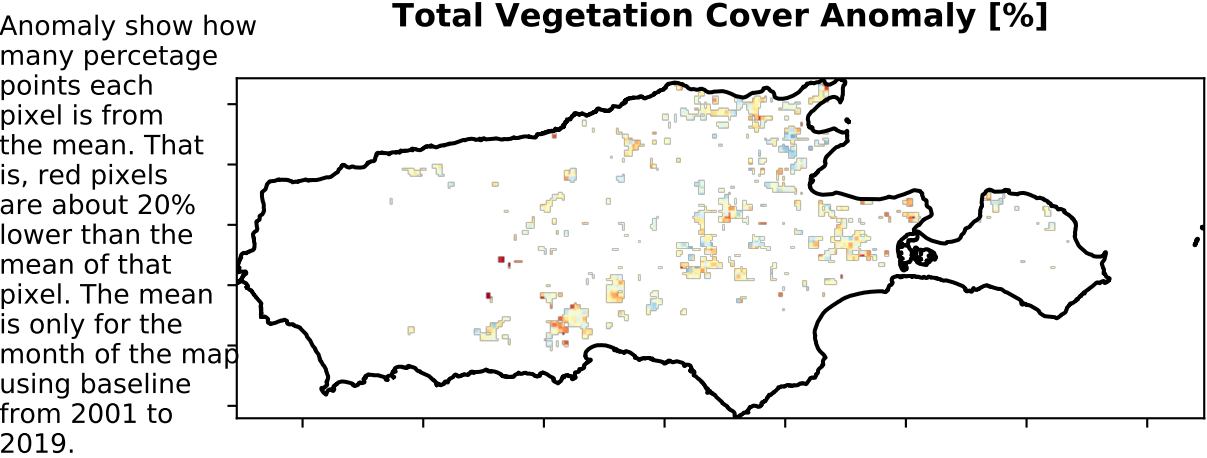 Total Vegetation Cover Anomaly [%]
Anomaly show how
many percetage
points each
pixel is from
the mean. That
is, red pixels
are about 20%
lower than the
mean of that
pixel. The mean
is only for the
month of the map
using baseline
from 2001 to
2019.